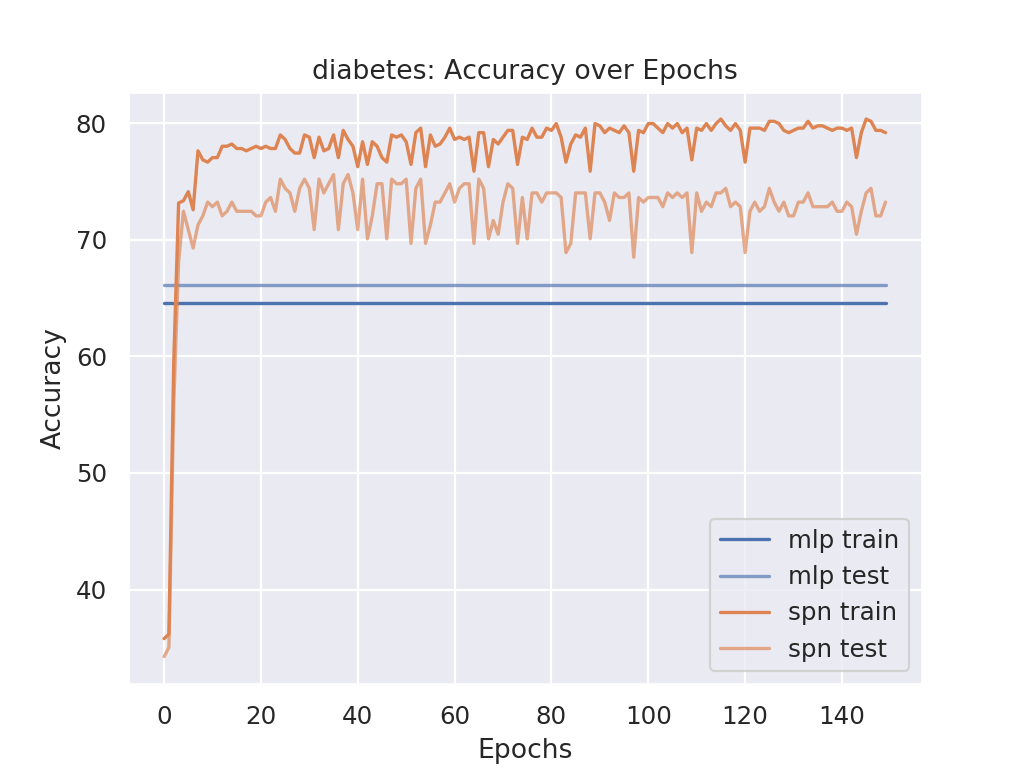 diabetes: Accuracy over Epochs
80
70
60
50
40
Accuracy
0 20 40 60 80 100 120 140
Epochs
mlp train
mlp test
spn train
spn test